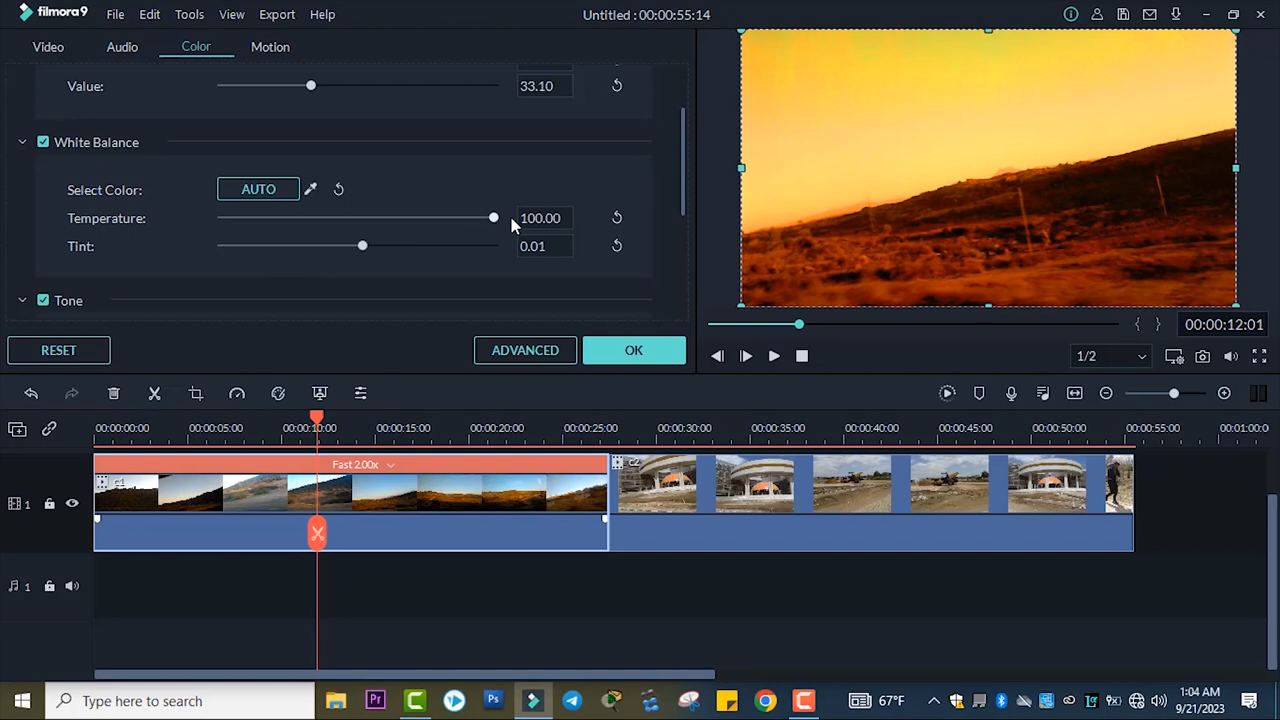 filmora9 File Edit Tools View Export Help Untitled : 00:00:55:14
Video Audio Color Motion
Value: 33.10
White Balance
Select Color: AUTO
Temperature: 100.00
Tint: 0.01
Tone
RESET ADVANCED OK
00:00:12:01
1/2
00:00:00:00 00:00:05:00 00:00:10:00 00:00:15:00 00:00:20:00 00:00:25:00 00:00:30:00 00:00:35:00 00:00:40:00 00:00:45:00 00:00:50:00 00:00:55:00 00:01:00:0
Fast 2.00x
C1 C2
1
1
Type here to search Pr Ps 67°F 1:04 AM
9/21/2023